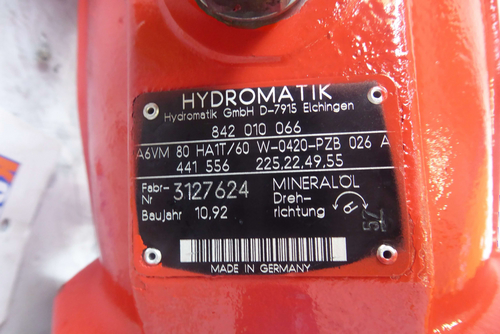 HYDROMATIK
Hydromatik GmbH D-7915 Elchingen
842 010 066
A6VM 80 HA1T/60 W-0420-PZB 026 A
441 556 225,22,49,55
Fabr-Nr 3127624
MINERALÖL
Dreh-
richtung
Baujahr 10,92
57
MADE IN GERMANY